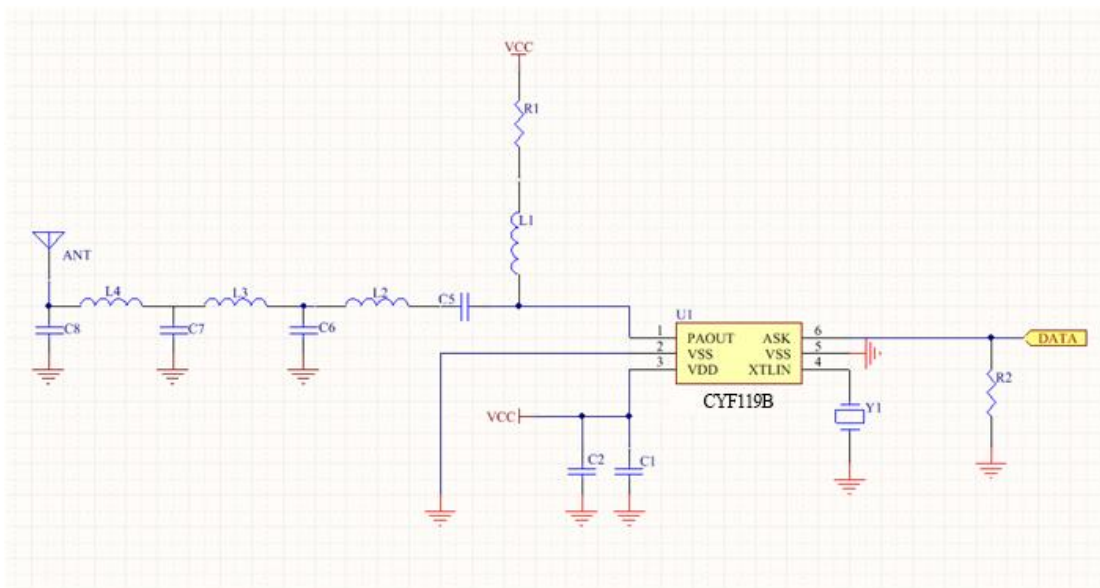 VCC
R1
L1
ANT
L4
L3
L2
C5
C8
C7
C6
U1
1 PAOUT ASK 6
2 VSS VSS 5
3 VDD XTLIN 4
CYF119B
DATA
R2
Y1
VCC
C2
C1